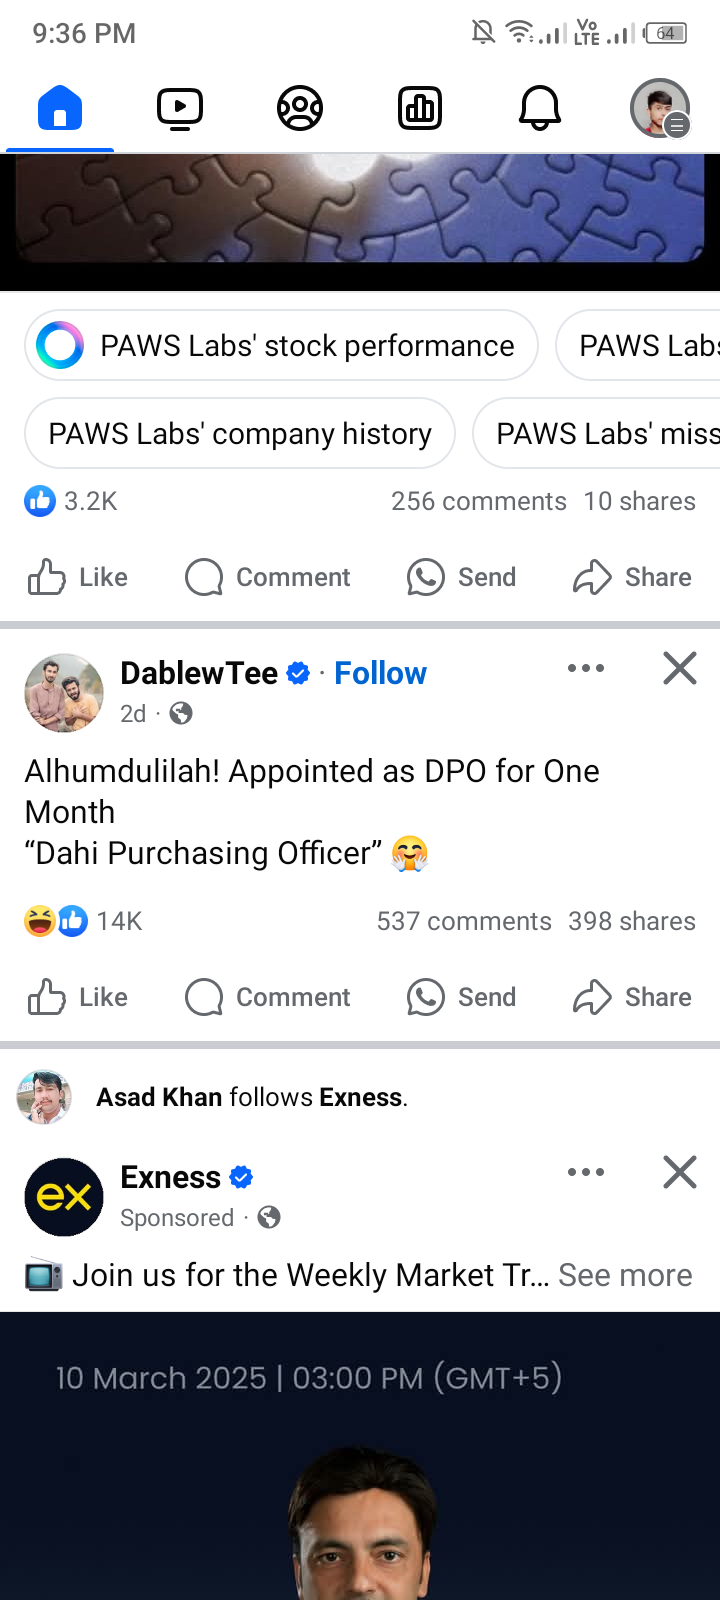 9:36 PM
Vo LTE
64
PAWS Labs' stock performance
PAWS Labs
PAWS Labs' company history
PAWS Labs' miss
3.2K
256 comments 10 shares
Like Comment Send Share
DablewTee · Follow
2d ·
Alhumdulilah! Appointed as DPO for One
Month
“Dahi Purchasing Officer” 🤗
14K
537 comments 398 shares
Like Comment Send Share
Asad Khan follows Exness.
ex
Exness
Sponsored ·
📺 Join us for the Weekly Market Tr... See more
10 March 2025 | 03:00 PM (GMT+5)